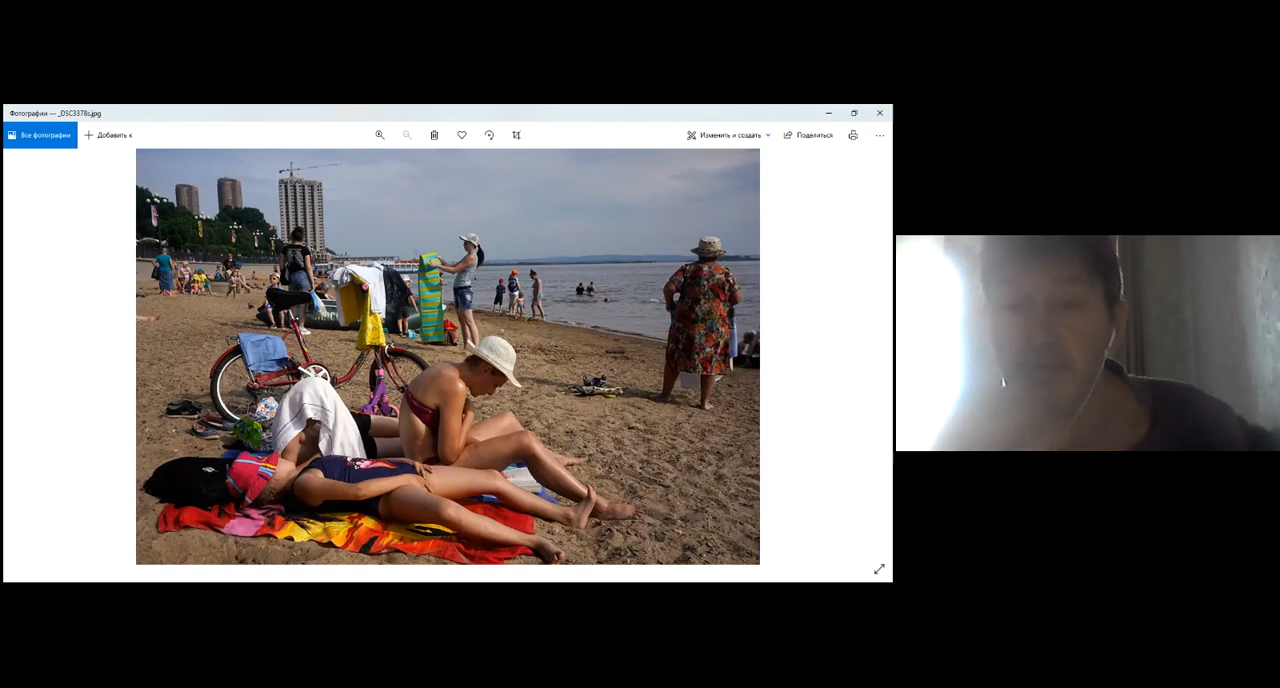 Фотографии — _DSC3378s.jpg
Все фотографии
Добавить к
Изменить и создать
Поделиться